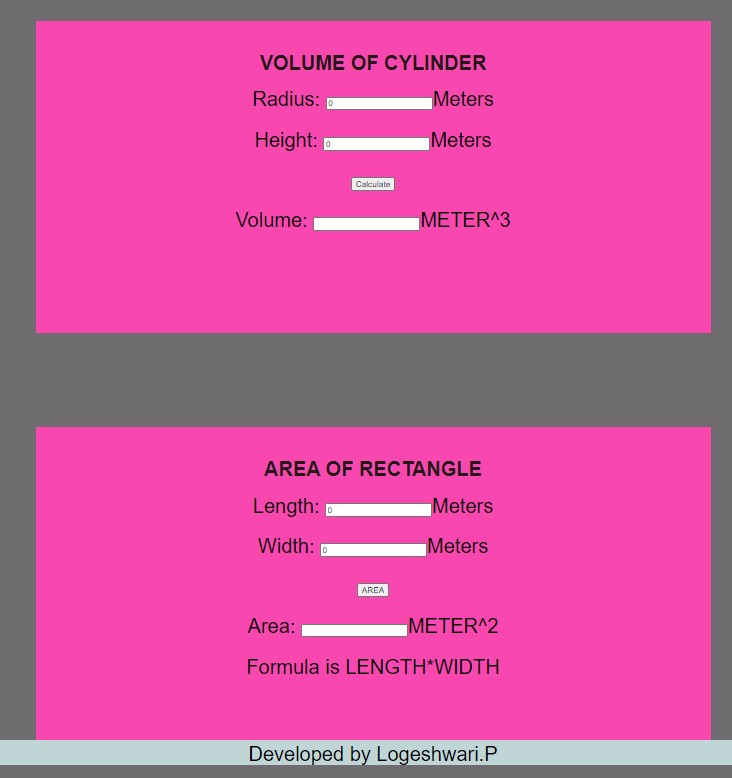 VOLUME OF CYLINDER
Radius: 0 Meters
Height: 0 Meters
Calculate
Volume: METER^3
AREA OF RECTANGLE
Length: 0 Meters
Width: 0 Meters
AREA
Area: METER^2
Formula is LENGTH*WIDTH
Developed by Logeshwari.P